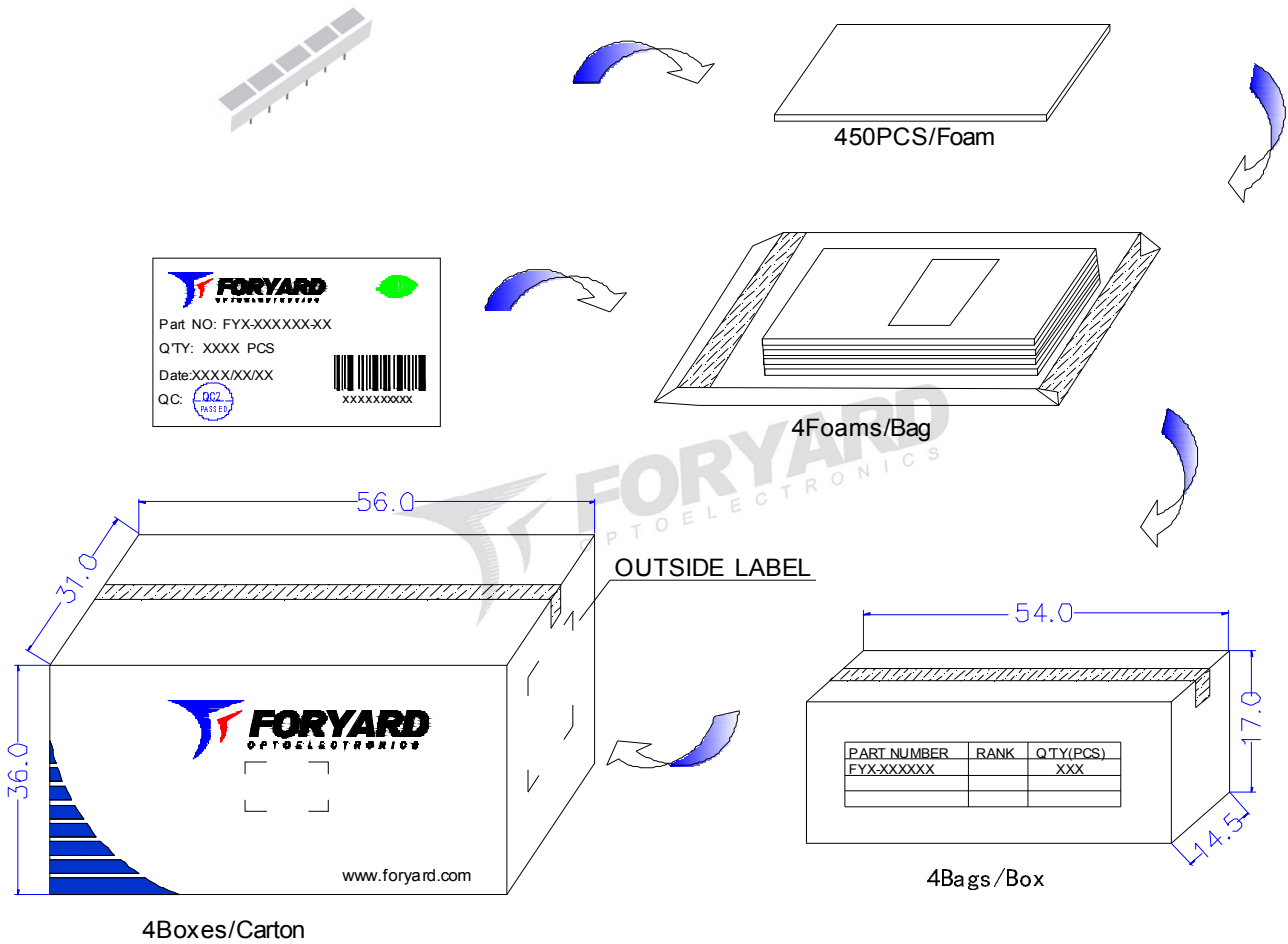 450PCS/Foam
FORYARD
OPTOELECTRONICS
Part NO: FYX-XXXXXX-XX
Q'TY: XXXX PCS
Date:XXXX/XX/XX
QC: QC2
PASSED
XXXXXXXXXX
4Foams/Bag
FORYARD
OPTOELECTRONICS
56.0
31.0
36.0
OUTSIDE LABEL
FORYARD
OPTOELECTRONICS
www.foryard.com
4Boxes/Carton
54.0
17.0
14.5
PART NUMBER RANK Q'TY(PCS)
FYX-XXXXXX XXX
4Bags/Box